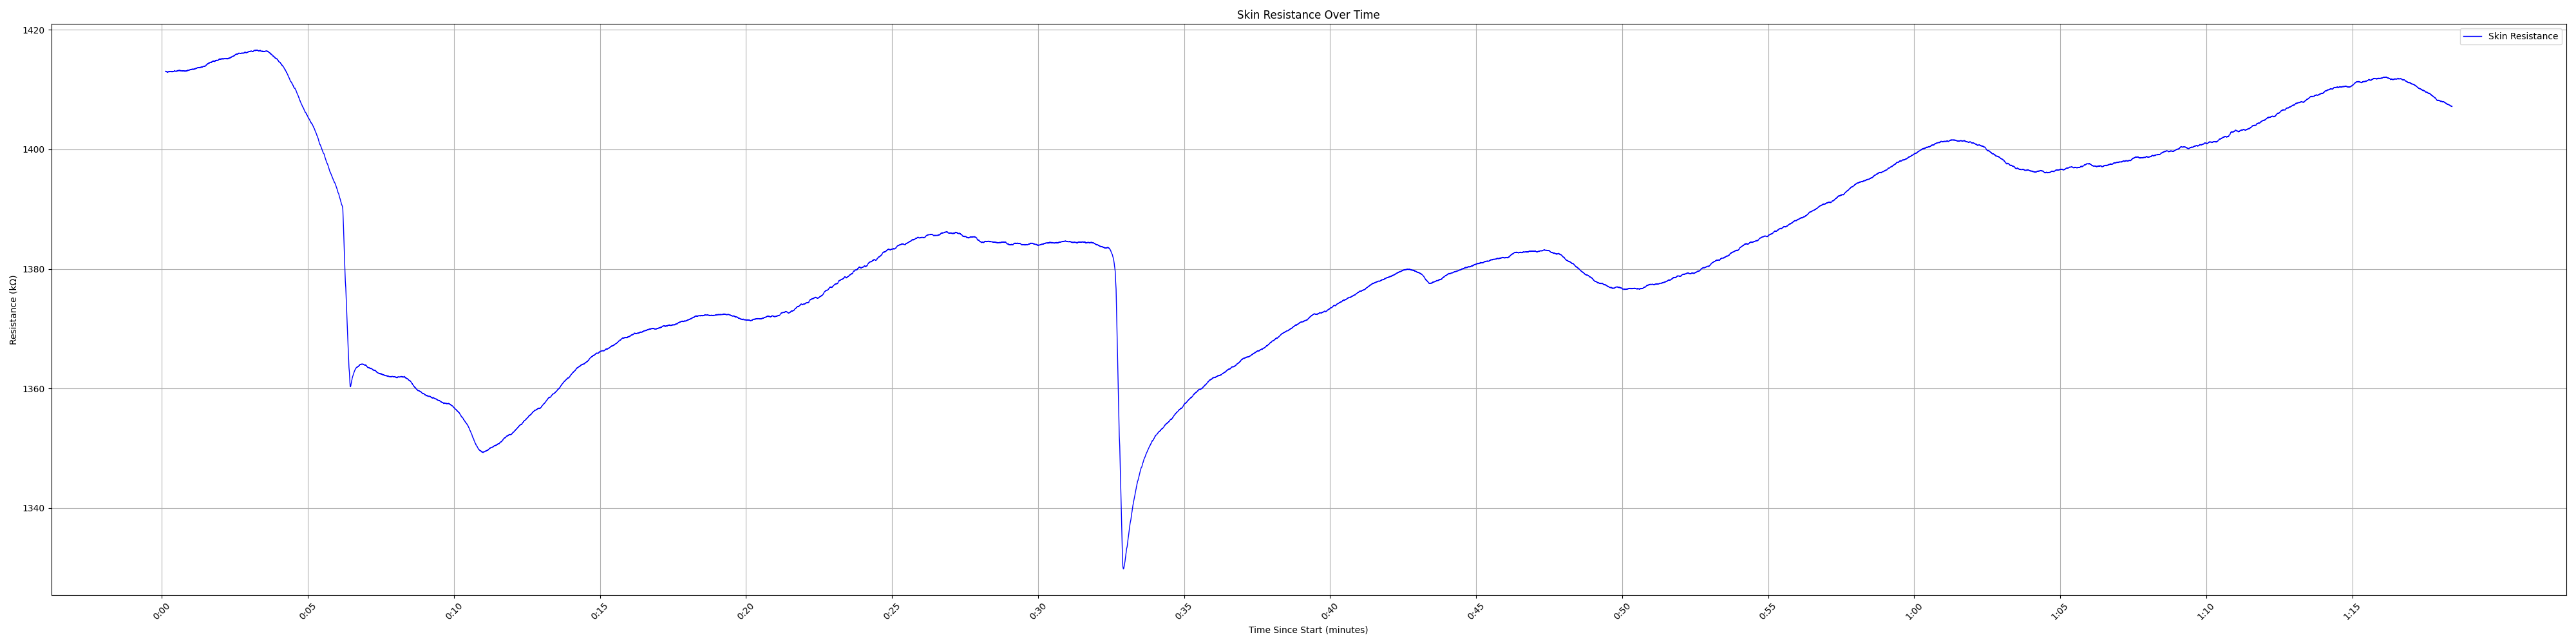 Skin Resistance Over Time
Skin Resistance
1420
1400
1380
1360
1340
Resistance (kΩ)
0:00 0:05 0:10 0:15 0:20 0:25 0:30 0:35 0:40 0:45 0:50 0:55 1:00 1:05 1:10 1:15
Time Since Start (minutes)